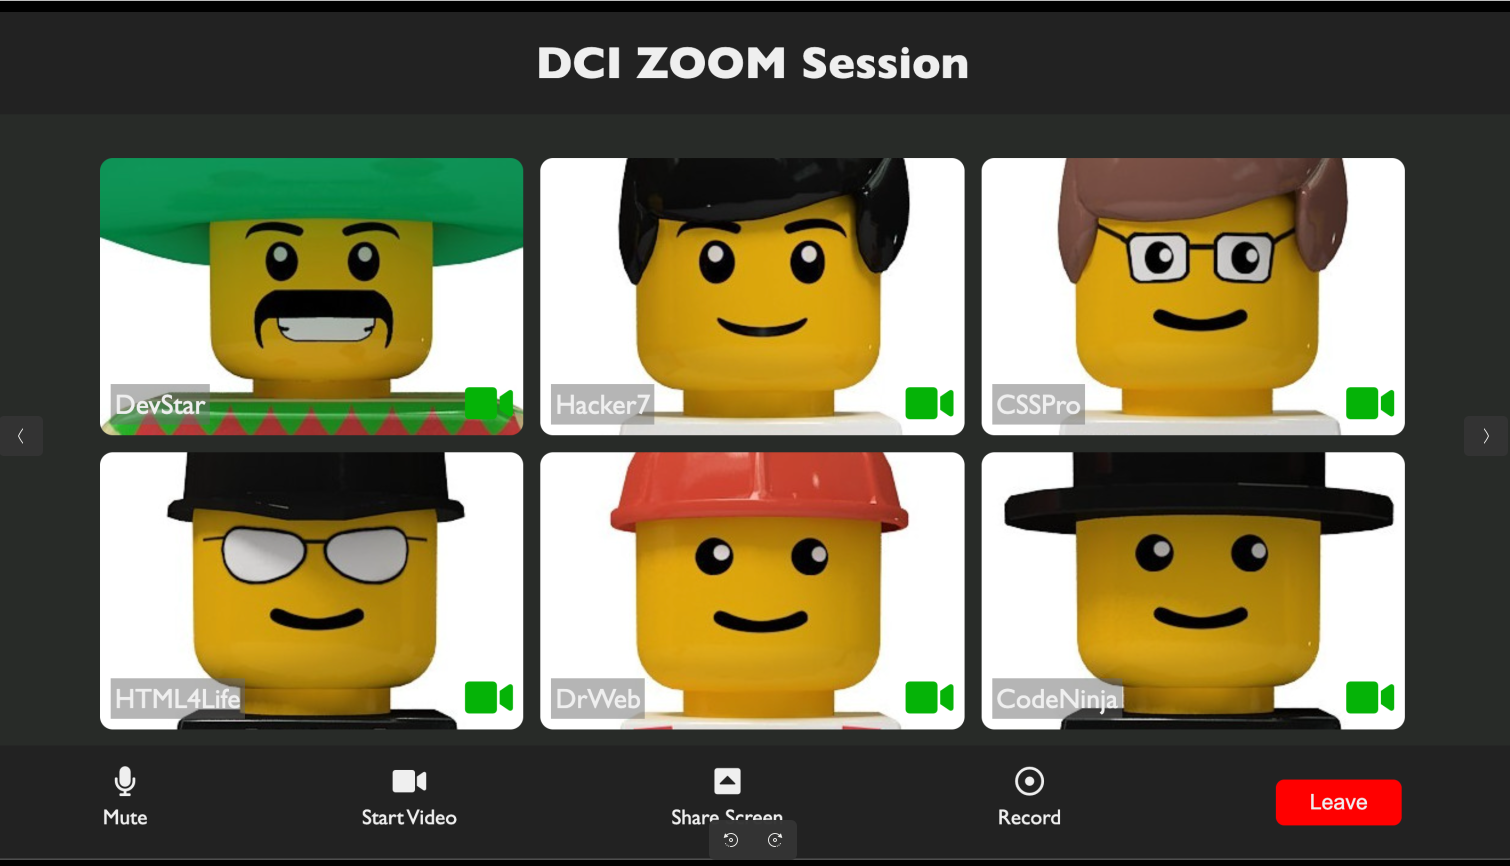 DCI ZOOM Session
DevStar
Hacker7
CSSPro
HTML4Life
DrWeb
CodeNinja
Mute
Start Video
Share Screen
Record
Leave